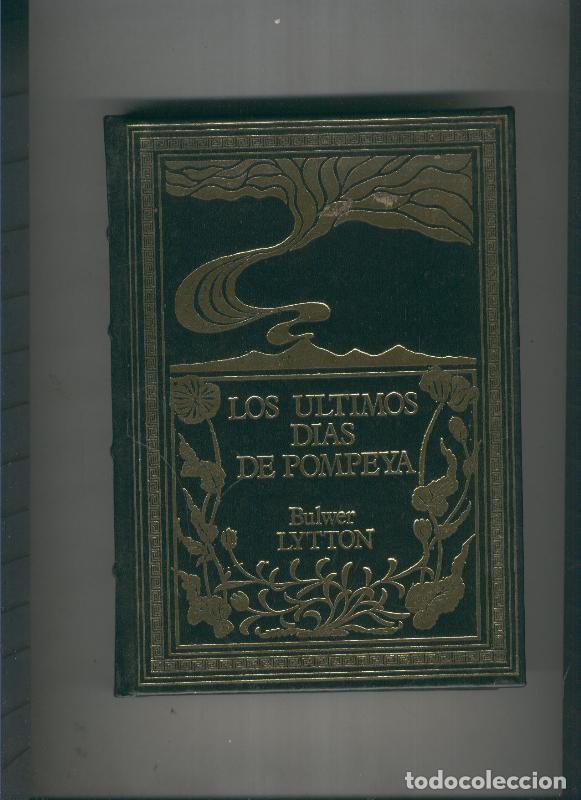 LOS ULTIMOS
DIAS
DE POMPEYA
Bulwer
LYTTON
todocoleccion